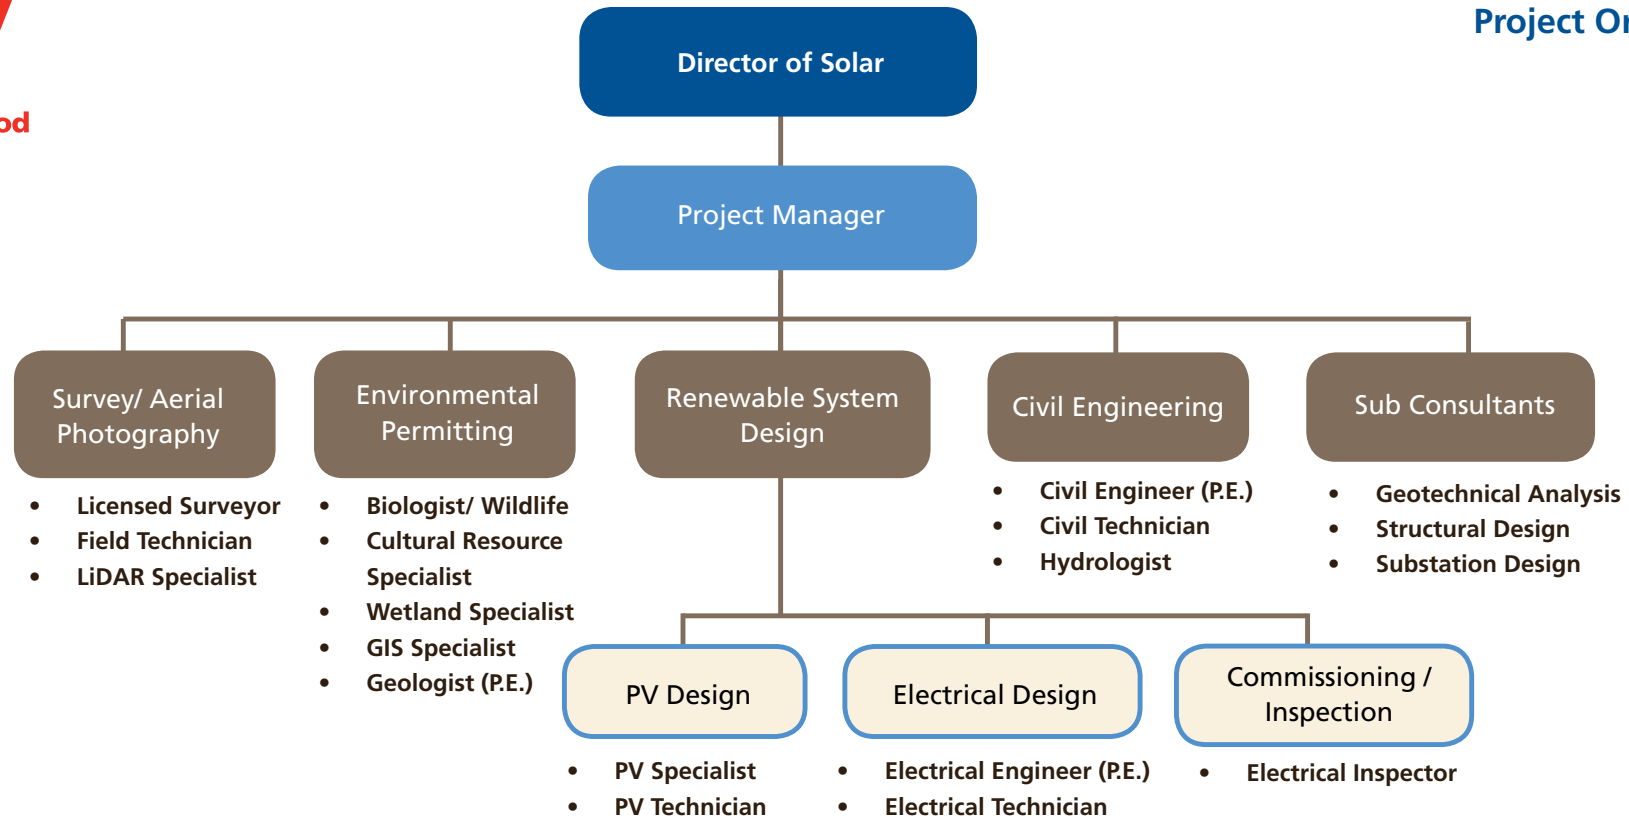 Project
od
Director of Solar
Project Manager
Survey/ Aerial
Photography
• Licensed Surveyor
• Field Technician
• LiDAR Specialist
Environmental
Permitting
• Biologist/ Wildlife
• Cultural Resource
Specialist
• Wetland Specialist
• GIS Specialist
• Geologist (P.E.)
Renewable System
Design
Civil Engineering
• Civil Engineer (P.E.)
• Civil Technician
• Hydrologist
Sub Consultants
• Geotechnical Analysis
• Structural Design
• Substation Design
PV Design
• PV Specialist
• PV Technician
Electrical Design
• Electrical Engineer (P.E.)
• Electrical Technician
Commissioning /
Inspection
• Electrical Inspector